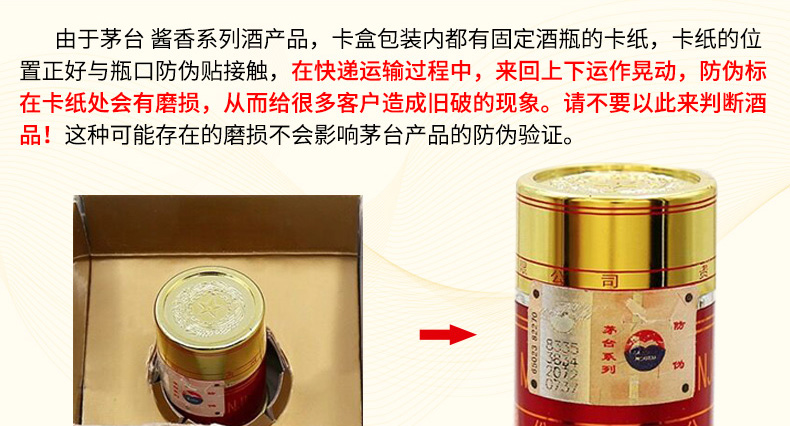 由于茅台 酱香系列酒产品，卡盒包装内都有固定酒瓶的卡纸，卡纸的位
置正好与瓶口防伪贴接触，在快递运输过程中，来回上下运作晃动，防伪标
在卡纸处会有磨损，从而给很多客户造成旧破的现象。请不要以此来判断酒
品！这种可能存在的磨损不会影响茅台产品的防伪验证。
公司
65023 82270
8335
3834
2072
0737
茅台系列
防伪